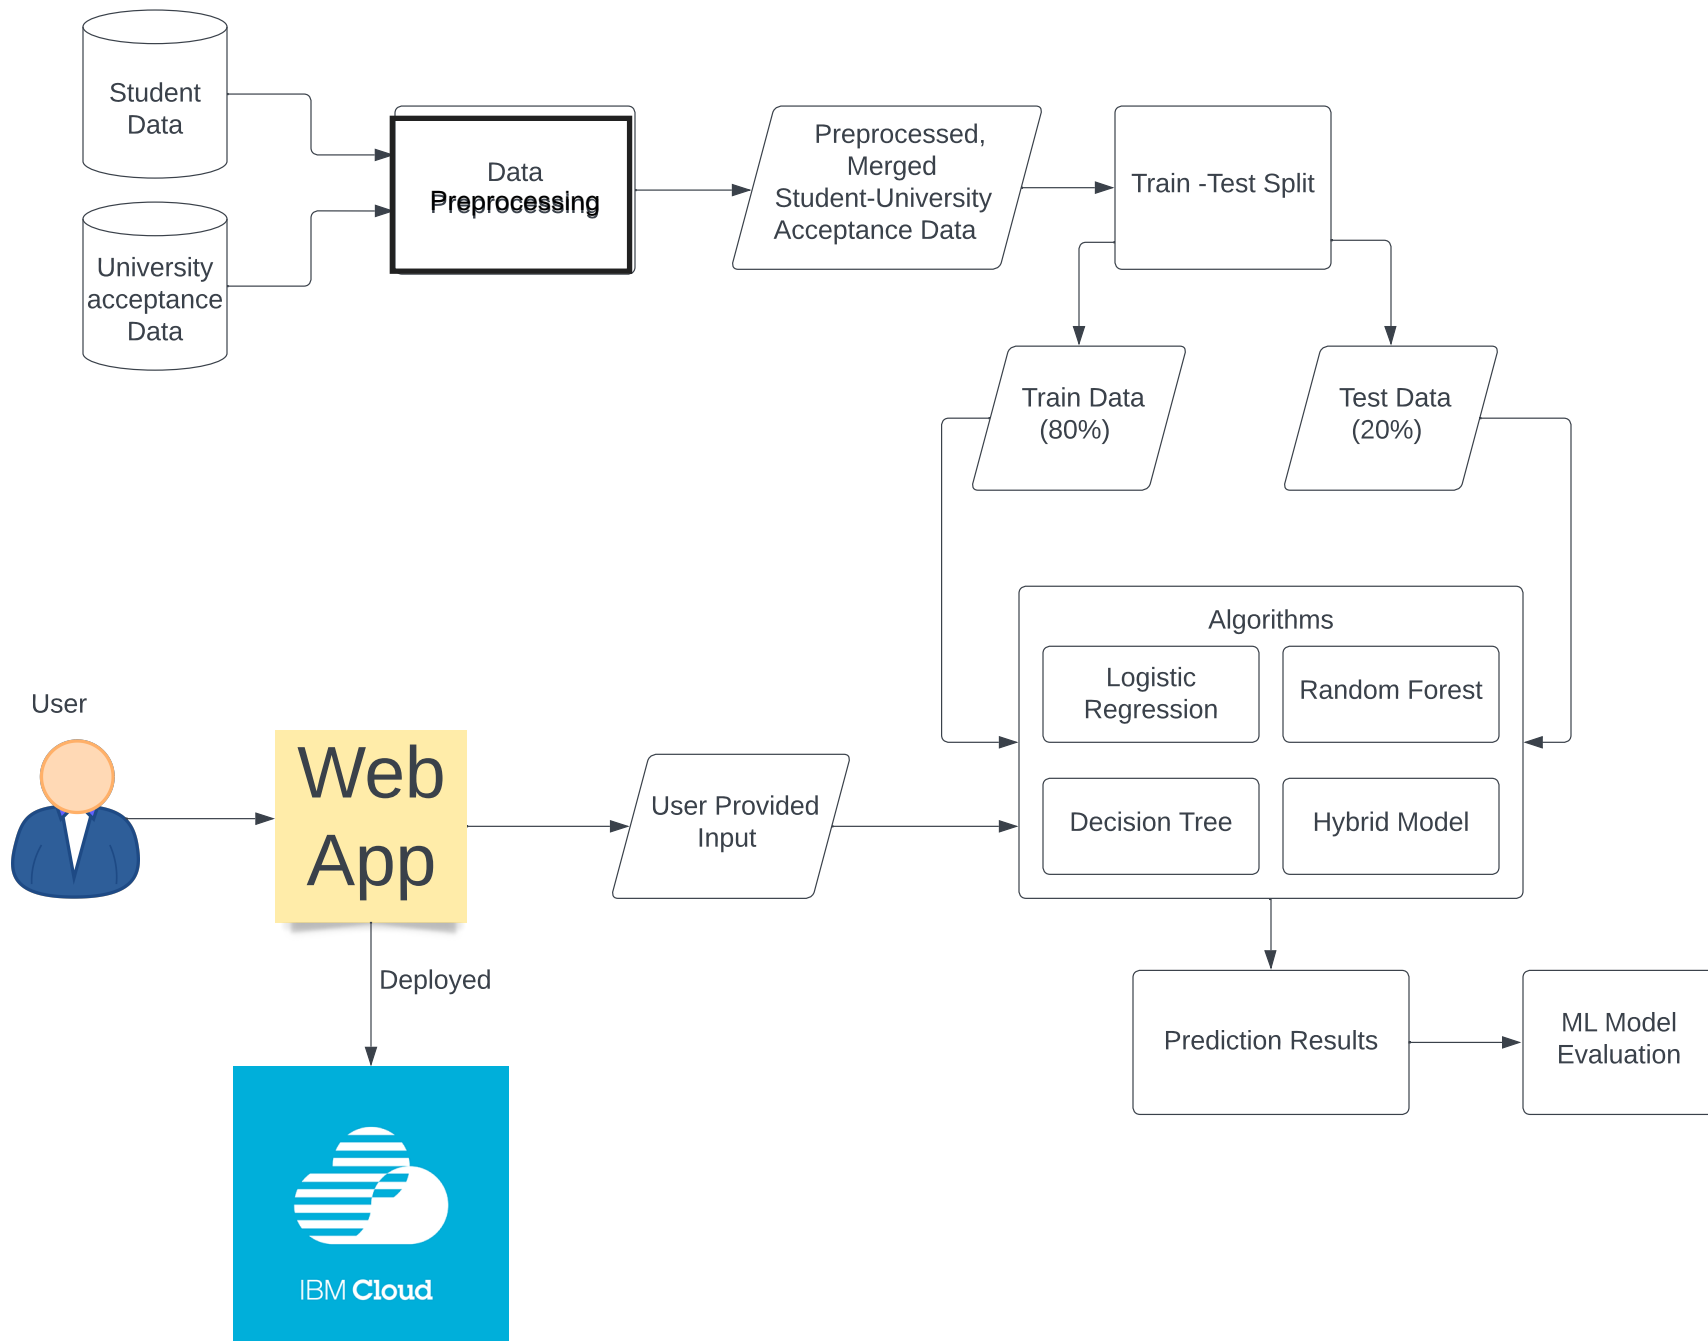 Student
Data
University
acceptance
Data
Data
Preprocessing
Preprocessed,
Merged
Student-University
Acceptance Data
Train -Test Split
Train Data
(80%)
Test Data
(20%)
Algorithms
Logistic
Regression
Random Forest
Decision Tree
Hybrid Model
User
Web
App
User Provided
Input
Deployed
Prediction Results
ML Model
Evaluation
IBM Cloud